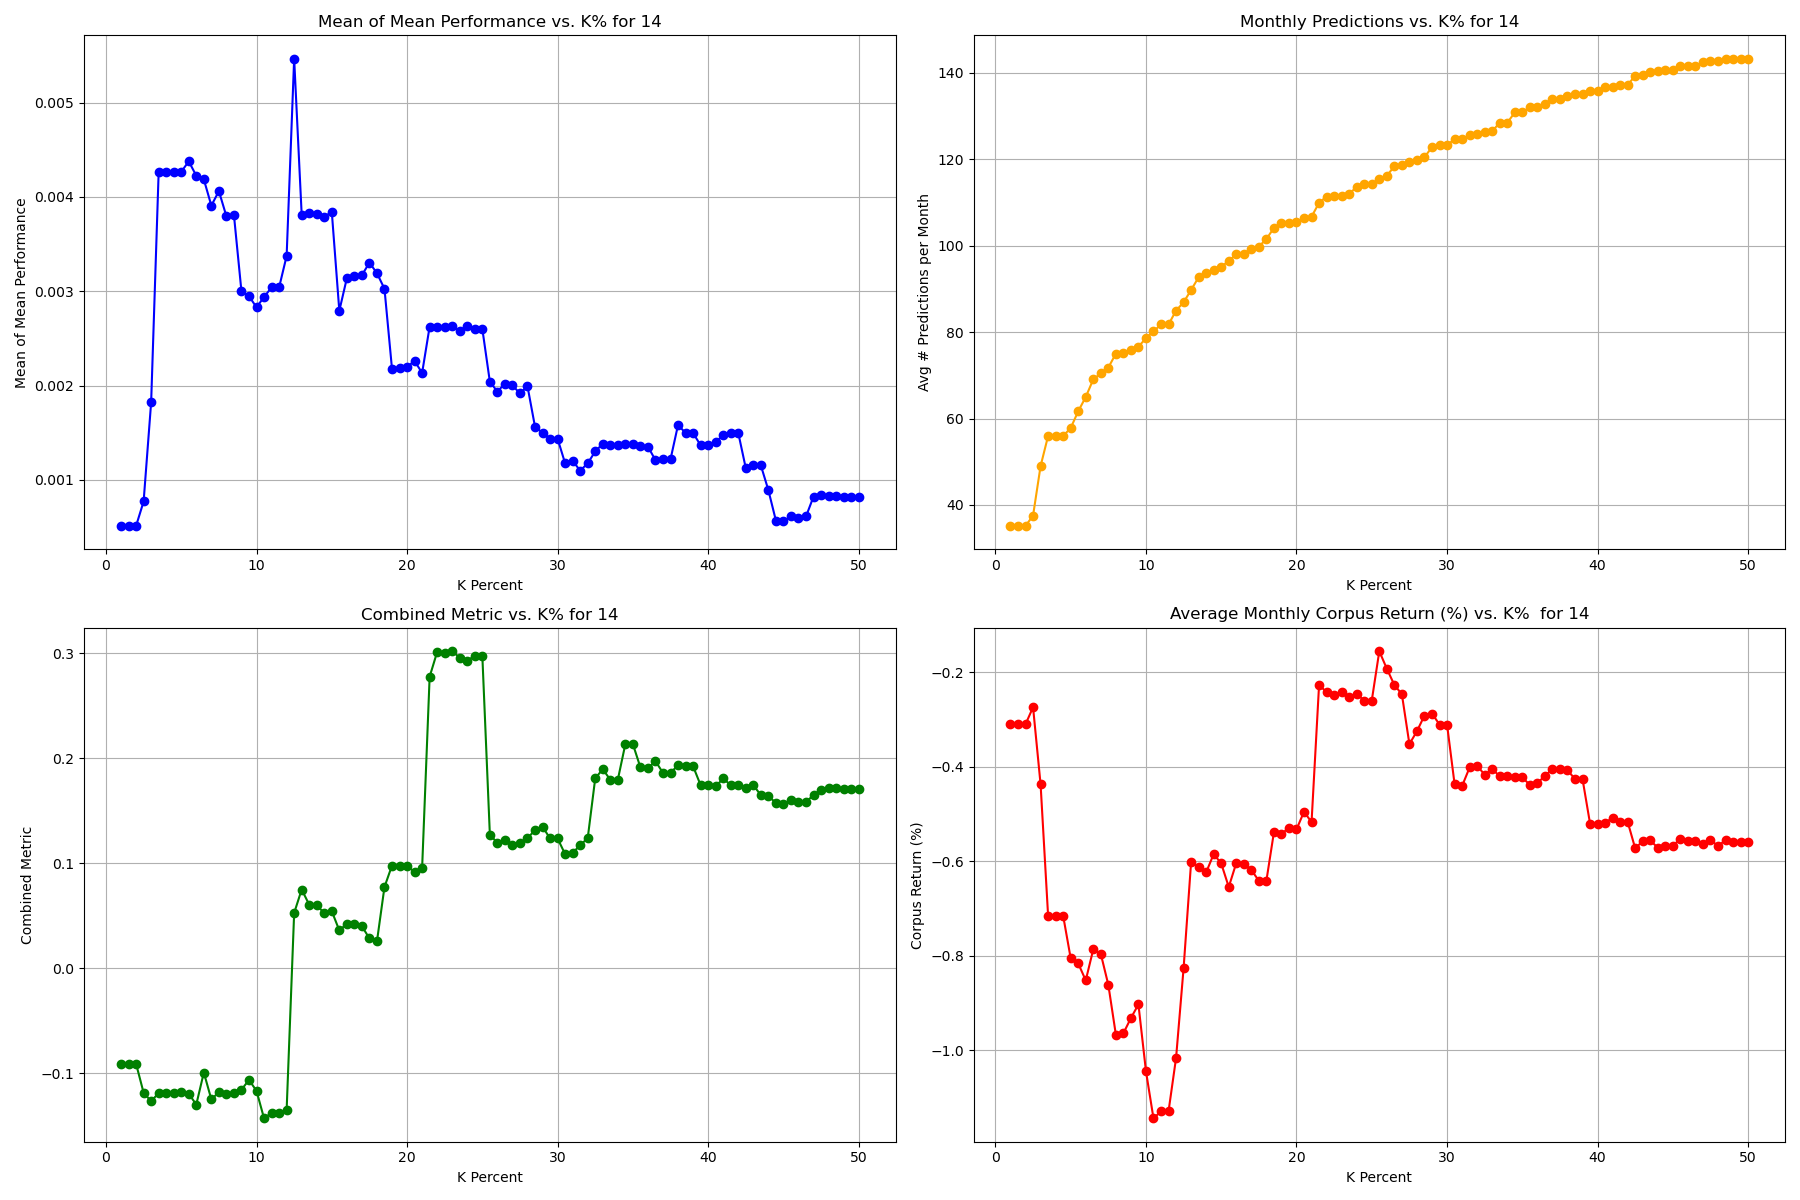 Mean of Mean Performance vs. K% for 14
Mean of Mean Performance
0.005
0.004
0.003
0.002
0.001
0 10 20 30 40 50
K Percent
Monthly Predictions vs. K% for 14
Avg # Predictions per Month
140
120
100
80
60
40
0 10 20 30 40 50
K Percent
Combined Metric vs. K% for 14
Combined Metric
0.3
0.2
0.1
0.0
−0.1
0 10 20 30 40 50
K Percent
Average Monthly Corpus Return (%) vs. K%  for 14
Corpus Return (%)
−0.2
−0.4
−0.6
−0.8
−1.0
0 10 20 30 40 50
K Percent